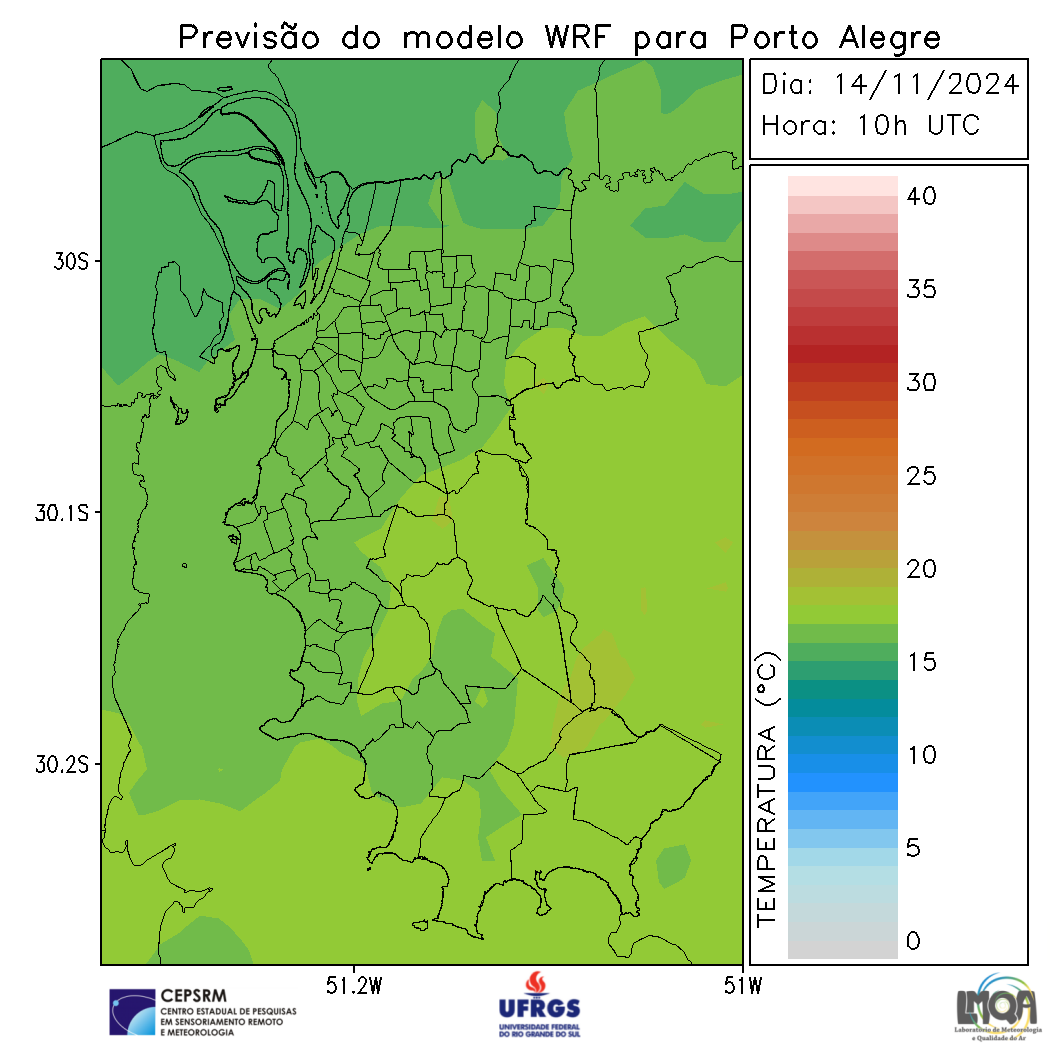 Previsão do modelo WRF para Porto Alegre
Dia: 14/11/2024
Hora: 10h UTC
40
35
30
25
20
15
10
5
0
TEMPERATURA (°C)
30S
30.1S
30.2S
51.2W
51W
CEPSRM
CENTRO ESTADUAL DE PESQUISAS
EM SENSORIAMENTO REMOTO
E METEOROLOGIA
UFRGS
UNIVERSIDADE FEDERAL
DO RIO GRANDE DO SUL
LMQA
Laboratório de Meteorologia
e Qualidade do Ar